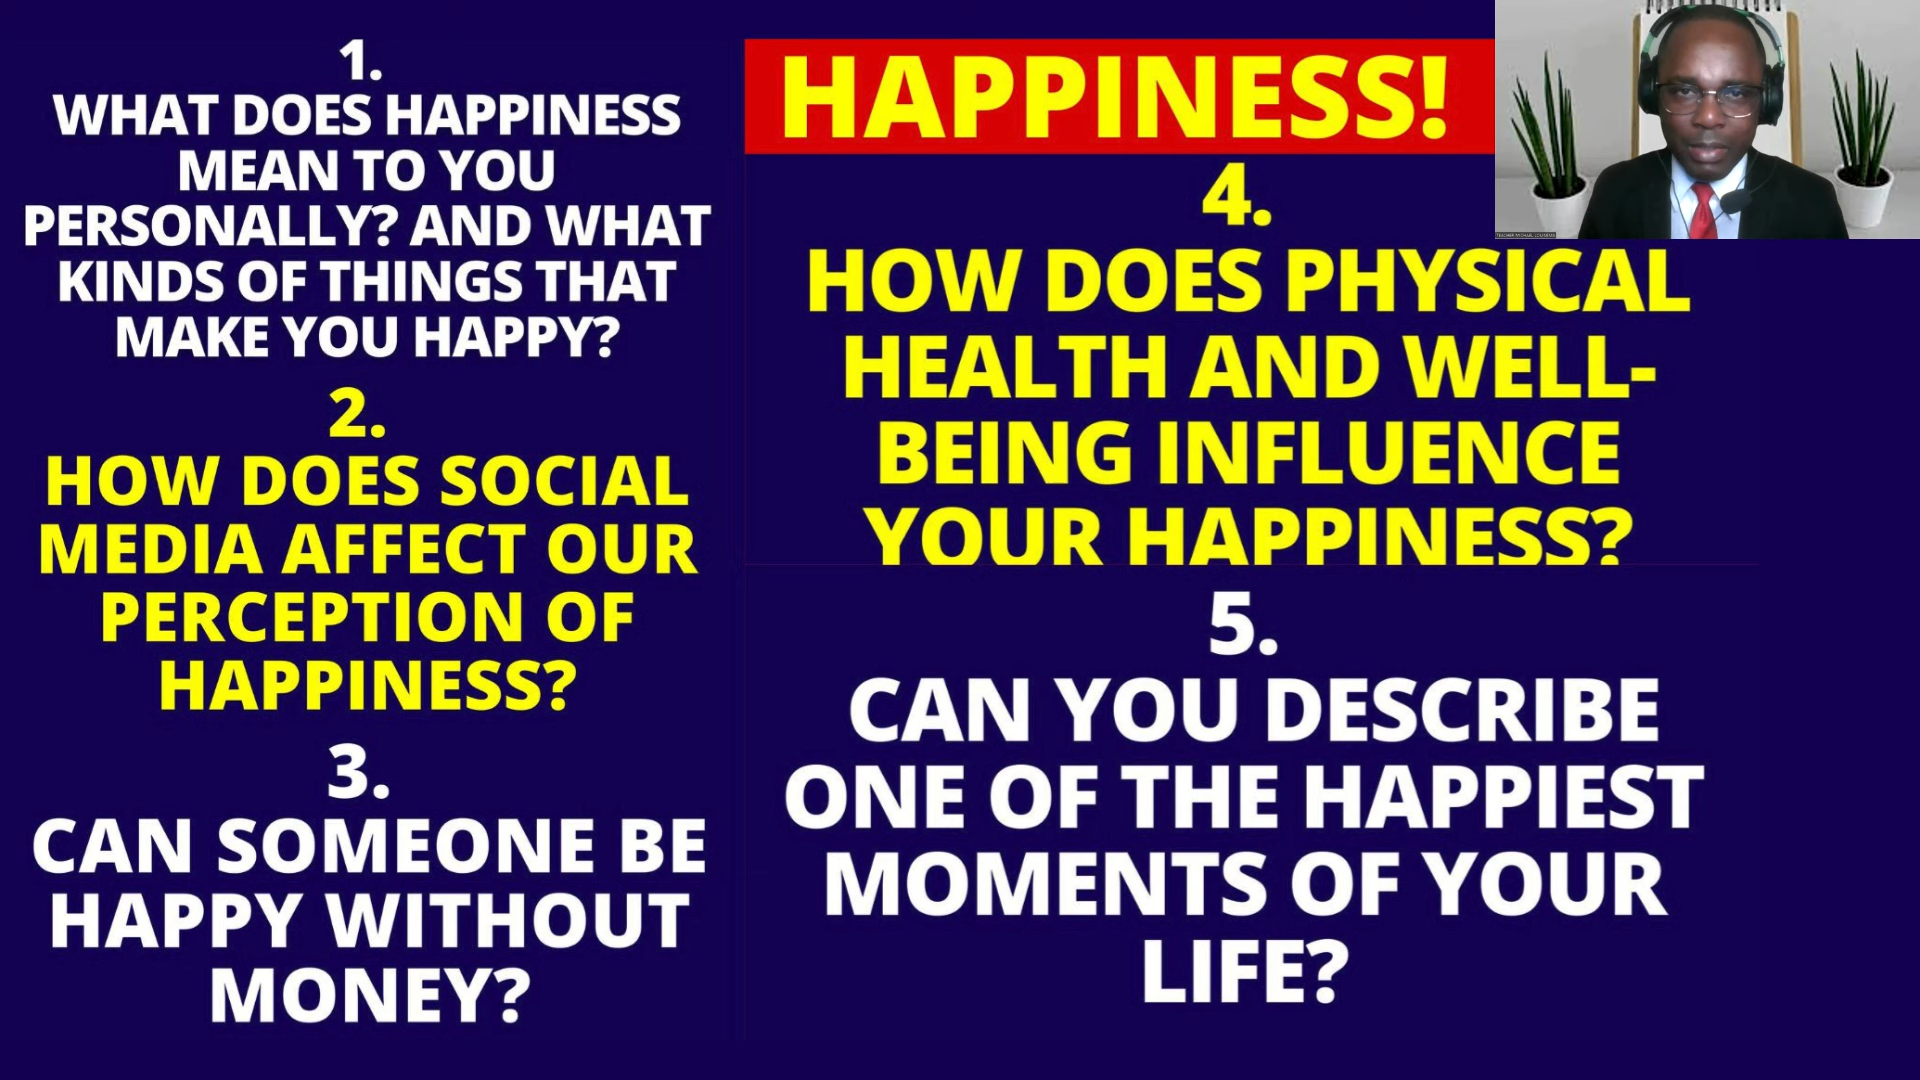 1.
WHAT DOES HAPPINESS
MEAN TO YOU
PERSONALLY? AND WHAT
KINDS OF THINGS THAT
MAKE YOU HAPPY?
2.
HOW DOES SOCIAL
MEDIA AFFECT OUR
PERCEPTION OF
HAPPINESS?
3.
CAN SOMEONE BE
HAPPY WITHOUT
MONEY?
HAPPINESS!
4.
HOW DOES PHYSICAL
HEALTH AND WELL-
BEING INFLUENCE
YOUR HAPPINESS?
5.
CAN YOU DESCRIBE
ONE OF THE HAPPIEST
MOMENTS OF YOUR
LIFE?
TEACHER MICHAEL